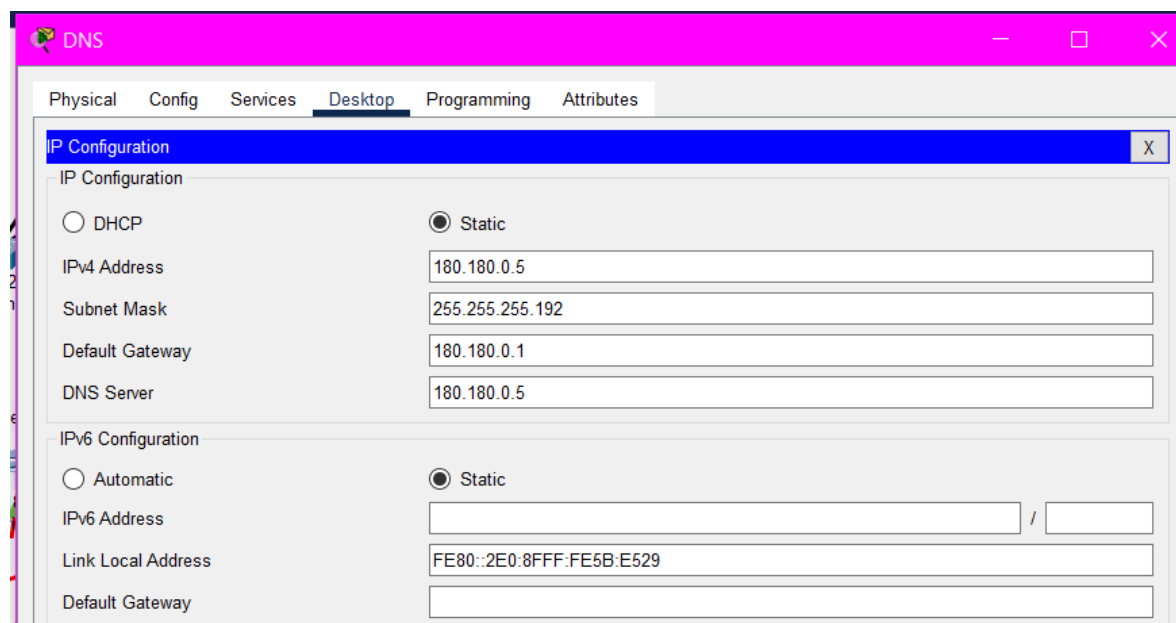 DNS
Physical Config Services Desktop Programming Attributes
IP Configuration X
IP Configuration
DHCP Static
IPv4 Address 180.180.0.5
Subnet Mask 255.255.255.192
Default Gateway 180.180.0.1
DNS Server 180.180.0.5
IPv6 Configuration
Automatic Static
IPv6 Address /
Link Local Address FE80::2E0:8FFF:FE5B:E529
Default Gateway